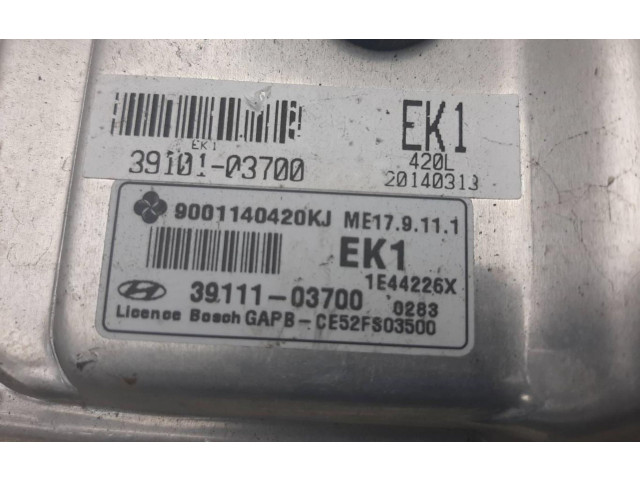 EK1
EK1
39101-03700
420L
20140313
9001140420KJ ME17.9.11.1
EK1
1E44226X
39111-03700 0283
Licence Bosch GAPB-CE52FS03500